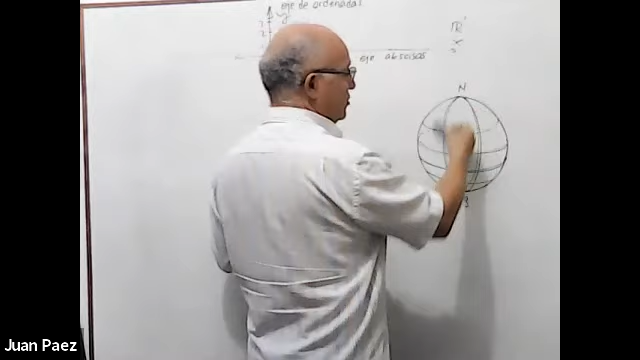 eje de ordenadas
y
eje abscisas
N
S
Juan Paez